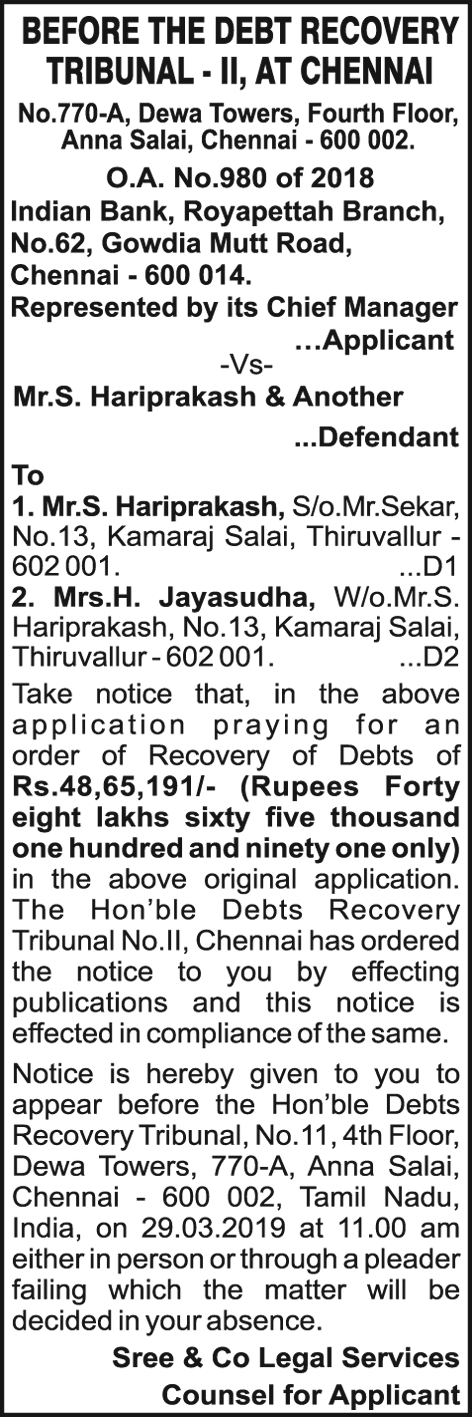 BEFORE THE DEBT RECOVERY
TRIBUNAL - II, AT CHENNAI
No.770-A, Dewa Towers, Fourth Floor,
Anna Salai, Chennai - 600 002.
O.A. No.980 of 2018
Indian Bank, Royapettah Branch,
No.62, Gowdia Mutt Road,
Chennai - 600 014.
Represented by its Chief Manager
...Applicant
-Vs-
Mr.S. Hariprakash & Another
...Defendant
To
1. Mr.S. Hariprakash, S/o.Mr.Sekar,
No.13, Kamaraj Salai, Thiruvallur -
602 001. ...D1
2. Mrs.H. Jayasudha, W/o.Mr.S.
Hariprakash, No.13, Kamaraj Salai,
Thiruvallur - 602 001. ...D2
Take notice that, in the above
application praying for an
order of Recovery of Debts of
Rs.48,65,191/- (Rupees Forty
eight lakhs sixty five thousand
one hundred and ninety one only)
in the above original application.
The Hon'ble Debts Recovery
Tribunal No.II, Chennai has ordered
the notice to you by effecting
publications and this notice is
effected in compliance of the same.
Notice is hereby given to you to
appear before the Hon'ble Debts
Recovery Tribunal, No.11, 4th Floor,
Dewa Towers, 770-A, Anna Salai,
Chennai - 600 002, Tamil Nadu,
India, on 29.03.2019 at 11.00 am
either in person or through a pleader
failing which the matter will be
decided in your absence.
Sree & Co Legal Services
Counsel for Applicant